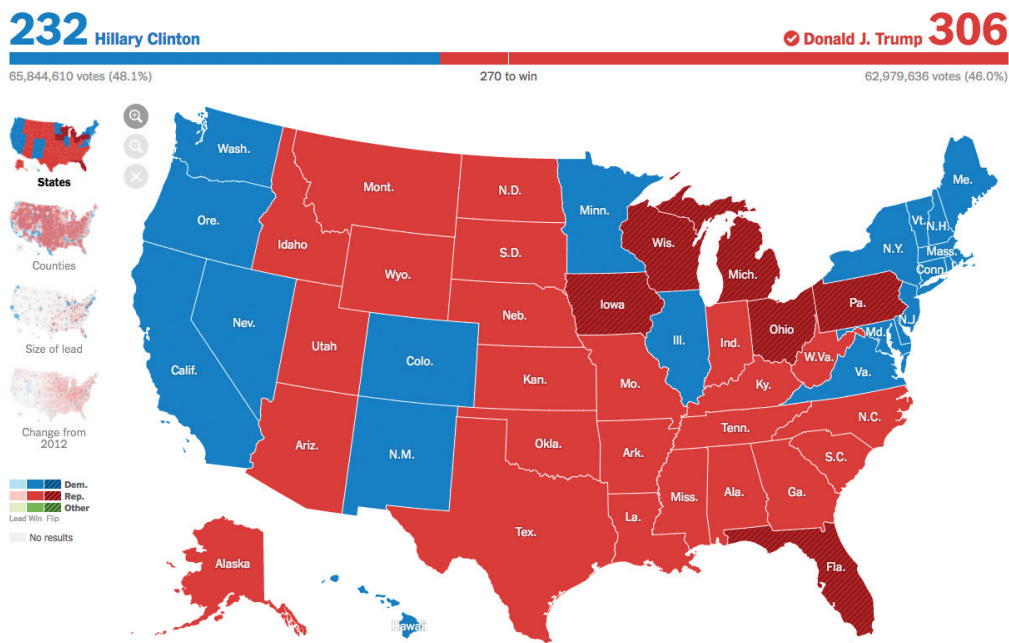 232 Hillary Clinton
Donald J. Trump 306
65,844,610 votes (48.1%)
270 to win
62,979,636 votes (46.0%)
States
Counties
Size of lead
Change from
2012
Dem.
Rep.
Other
Lead Win Flip
No results
Wash.
Ore.
Calif.
Nev.
Idaho
Mont.
Wyo.
Utah
Colo.
Ariz.
N.M.
N.D.
S.D.
Neb.
Kan.
Okla.
Tex.
Minn.
Iowa
Mo.
Ark.
La.
Wis.
Ill.
Mich.
Ind.
Ohio
Ky.
Tenn.
Miss.
Ala.
Ga.
Fla.
S.C.
N.C.
Va.
W.Va.
Md.
Pa.
N.J.
N.Y.
Conn.
Mass.
Vt.
N.H.
Me.
Alaska
Hawaii